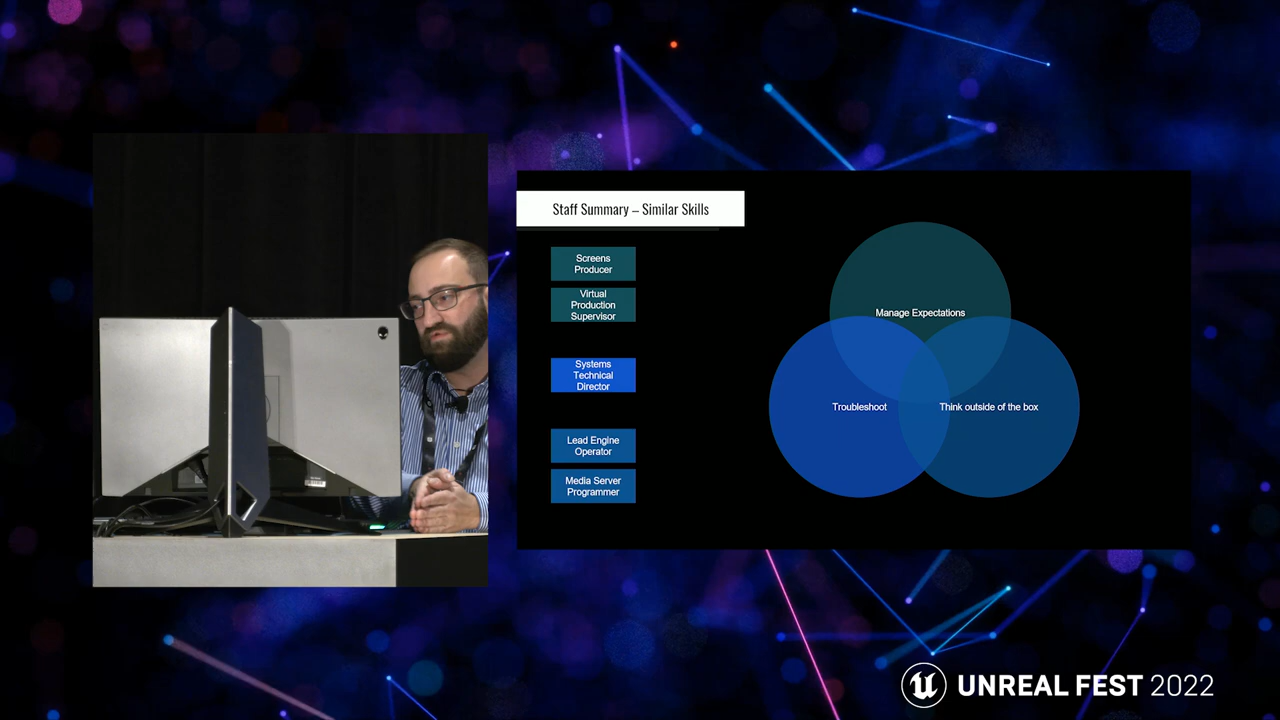 Staff Summary – Similar Skills
Screens
Producer
Virtual
Production
Supervisor
Systems
Technical
Director
Lead Engine
Operator
Media Server
Programmer
Manage Expectations
Troubleshoot
Think outside of the box
UNREAL FEST 2022